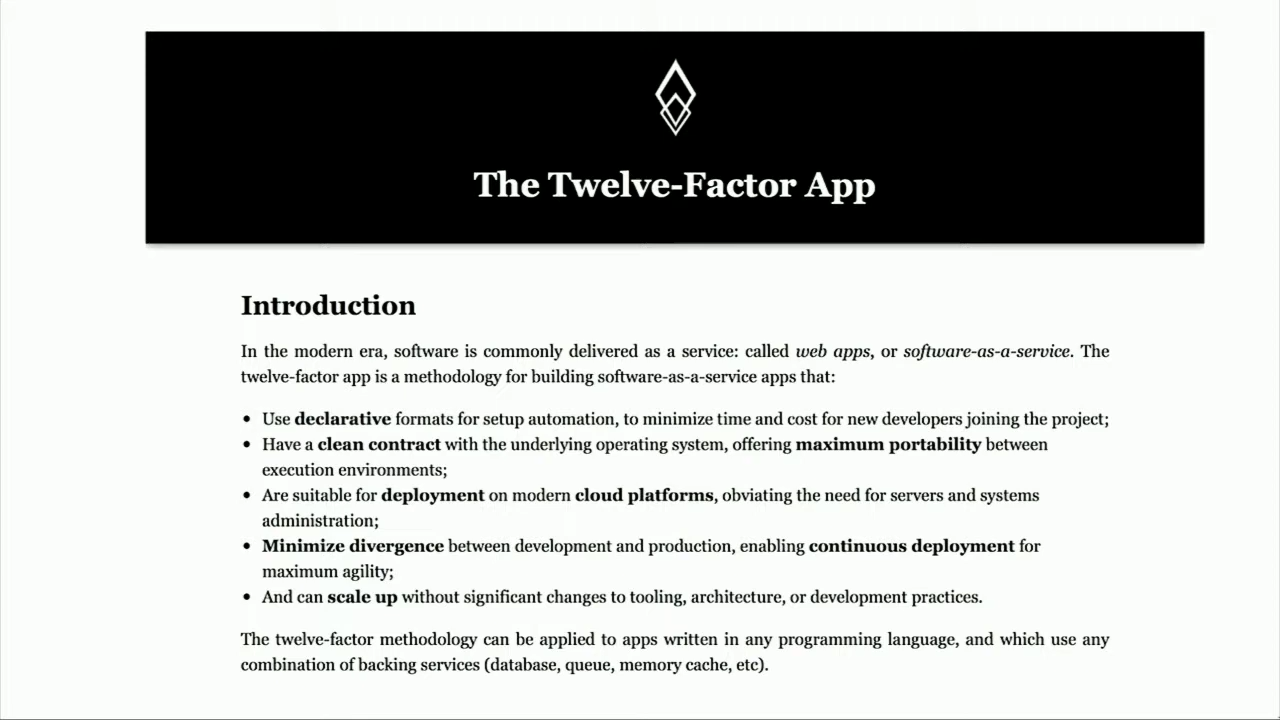 The Twelve-Factor App
Introduction
In the modern era, software is commonly delivered as a service: called web apps, or software-as-a-service. The
twelve-factor app is a methodology for building software-as-a-service apps that:
• Use declarative formats for setup automation, to minimize time and cost for new developers joining the project;
• Have a clean contract with the underlying operating system, offering maximum portability between
execution environments;
• Are suitable for deployment on modern cloud platforms, obviating the need for servers and systems
administration;
• Minimize divergence between development and production, enabling continuous deployment for
maximum agility;
• And can scale up without significant changes to tooling, architecture, or development practices.
The twelve-factor methodology can be applied to apps written in any programming language, and which use any
combination of backing services (database, queue, memory cache, etc).